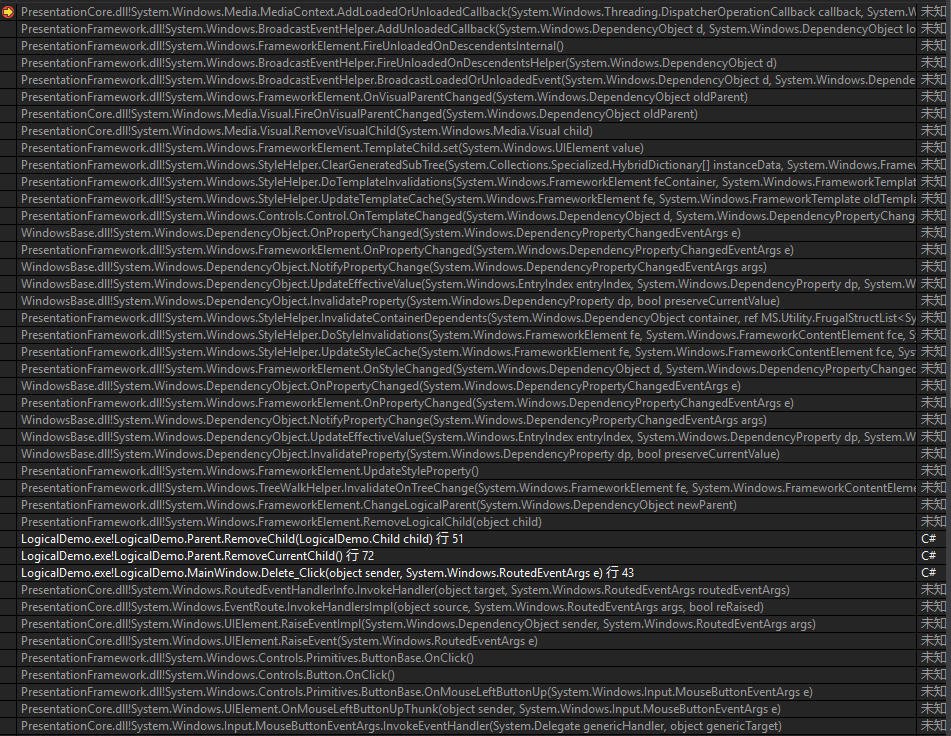 PresentationCore.dll!System.Windows.Media.MediaContext.AddLoadedOrUnloadedCallback(System.Windows.Threading.DispatcherOperationCallback callback, System.W 未知
PresentationFramework.dll!System.Windows.BroadcastEventHelper.AddUnloadedCallback(System.Windows.DependencyObject d, System.Windows.DependencyObject lo 未知
PresentationFramework.dll!System.Windows.FrameworkElement.FireUnloadedOnDescendentsInternal() 未知
PresentationFramework.dll!System.Windows.BroadcastEventHelper.FireUnloadedOnDescendentsHelper(System.Windows.DependencyObject d) 未知
PresentationFramework.dll!System.Windows.BroadcastEventHelper.BroadcastLoadedOrUnloadedEvent(System.Windows.DependencyObject d, System.Windows.Depende 未知
PresentationFramework.dll!System.Windows.FrameworkElement.OnVisualParentChanged(System.Windows.DependencyObject oldParent) 未知
PresentationCore.dll!System.Windows.Media.Visual.FireOnVisualParentChanged(System.Windows.DependencyObject oldParent) 未知
PresentationCore.dll!System.Windows.Media.Visual.RemoveVisualChild(System.Windows.Media.Visual child) 未知
PresentationFramework.dll!System.Windows.FrameworkElement.TemplateChild.set(System.Windows.UIElement value) 未知
PresentationFramework.dll!System.Windows.StyleHelper.ClearGeneratedSubTree(System.Collections.Specialized.HybridDictionary[] instanceData, System.Windows.Framew 未知
PresentationFramework.dll!System.Windows.StyleHelper.DoTemplateInvalidations(System.Windows.FrameworkElement feContainer, System.Windows.FrameworkTemplat 未知
PresentationFramework.dll!System.Windows.StyleHelper.UpdateTemplateCache(System.Windows.FrameworkElement fe, System.Windows.FrameworkTemplate oldTempla 未知
PresentationFramework.dll!System.Windows.Controls.Control.OnTemplateChanged(System.Windows.DependencyObject d, System.Windows.DependencyPropertyChang 未知
WindowsBase.dll!System.Windows.DependencyObject.OnPropertyChanged(System.Windows.DependencyPropertyChangedEventArgs e) 未知
PresentationFramework.dll!System.Windows.FrameworkElement.OnPropertyChanged(System.Windows.DependencyPropertyChangedEventArgs e) 未知
WindowsBase.dll!System.Windows.DependencyObject.NotifyPropertyChange(System.Windows.DependencyPropertyChangedEventArgs args) 未知
WindowsBase.dll!System.Windows.DependencyObject.UpdateEffectiveValue(System.Windows.EntryIndex entryIndex, System.Windows.DependencyProperty dp, System.W 未知
WindowsBase.dll!System.Windows.DependencyObject.InvalidateProperty(System.Windows.DependencyProperty dp, bool preserveCurrentValue) 未知
PresentationFramework.dll!System.Windows.StyleHelper.InvalidateContainerDependents(System.Windows.DependencyObject container, ref MS.Utility.FrugalStructList<Sy 未知
PresentationFramework.dll!System.Windows.StyleHelper.DoStyleInvalidations(System.Windows.FrameworkElement fe, System.Windows.FrameworkContentElement fce, S 未知
PresentationFramework.dll!System.Windows.StyleHelper.UpdateStyleCache(System.Windows.FrameworkElement fe, System.Windows.FrameworkContentElement fce, Sys 未知
PresentationFramework.dll!System.Windows.FrameworkElement.OnStyleChanged(System.Windows.DependencyObject d, System.Windows.DependencyPropertyChanged 未知
WindowsBase.dll!System.Windows.DependencyObject.OnPropertyChanged(System.Windows.DependencyPropertyChangedEventArgs e) 未知
PresentationFramework.dll!System.Windows.FrameworkElement.OnPropertyChanged(System.Windows.DependencyPropertyChangedEventArgs e) 未知
WindowsBase.dll!System.Windows.DependencyObject.NotifyPropertyChange(System.Windows.DependencyPropertyChangedEventArgs args) 未知
WindowsBase.dll!System.Windows.DependencyObject.UpdateEffectiveValue(System.Windows.EntryIndex entryIndex, System.Windows.DependencyProperty dp, System.W 未知
WindowsBase.dll!System.Windows.DependencyObject.InvalidateProperty(System.Windows.DependencyProperty dp, bool preserveCurrentValue) 未知
PresentationFramework.dll!System.Windows.FrameworkElement.UpdateStyleProperty() 未知
PresentationFramework.dll!System.Windows.TreeWalkHelper.InvalidateOnTreeChange(System.Windows.FrameworkElement fe, System.Windows.FrameworkContentEleme 未知
PresentationFramework.dll!System.Windows.FrameworkElement.ChangeLogicalParent(System.Windows.DependencyObject newParent) 未知
PresentationFramework.dll!System.Windows.FrameworkElement.RemoveLogicalChild(object child) 未知
LogicalDemo.exe!LogicalDemo.Parent.RemoveChild(LogicalDemo.Child child) 行 51 C#
LogicalDemo.exe!LogicalDemo.Parent.RemoveCurrentChild() 行 72 C#
LogicalDemo.exe!LogicalDemo.MainWindow.Delete_Click(object sender, System.Windows.RoutedEventArgs e) 行 43 C#
PresentationCore.dll!System.Windows.RoutedEventHandlerInfo.InvokeHandler(object target, System.Windows.RoutedEventArgs routedEventArgs) 未知
PresentationCore.dll!System.Windows.EventRoute.InvokeHandlersImpl(object source, System.Windows.RoutedEventArgs args, bool reRaised) 未知
PresentationCore.dll!System.Windows.UIElement.RaiseEventImpl(System.Windows.DependencyObject sender, System.Windows.RoutedEventArgs args) 未知
PresentationCore.dll!System.Windows.UIElement.RaiseEvent(System.Windows.RoutedEventArgs e) 未知
PresentationFramework.dll!System.Windows.Controls.Primitives.ButtonBase.OnClick() 未知
PresentationFramework.dll!System.Windows.Controls.Button.OnClick() 未知
PresentationFramework.dll!System.Windows.Controls.Primitives.ButtonBase.OnMouseLeftButtonUp(System.Windows.Input.MouseButtonEventArgs e) 未知
PresentationCore.dll!System.Windows.UIElement.OnMouseLeftButtonUpThunk(object sender, System.Windows.Input.MouseButtonEventArgs e) 未知
PresentationCore.dll!System.Windows.Input.MouseButtonEventArgs.InvokeEventHandler(System.Delegate genericHandler, object genericTarget) 未知